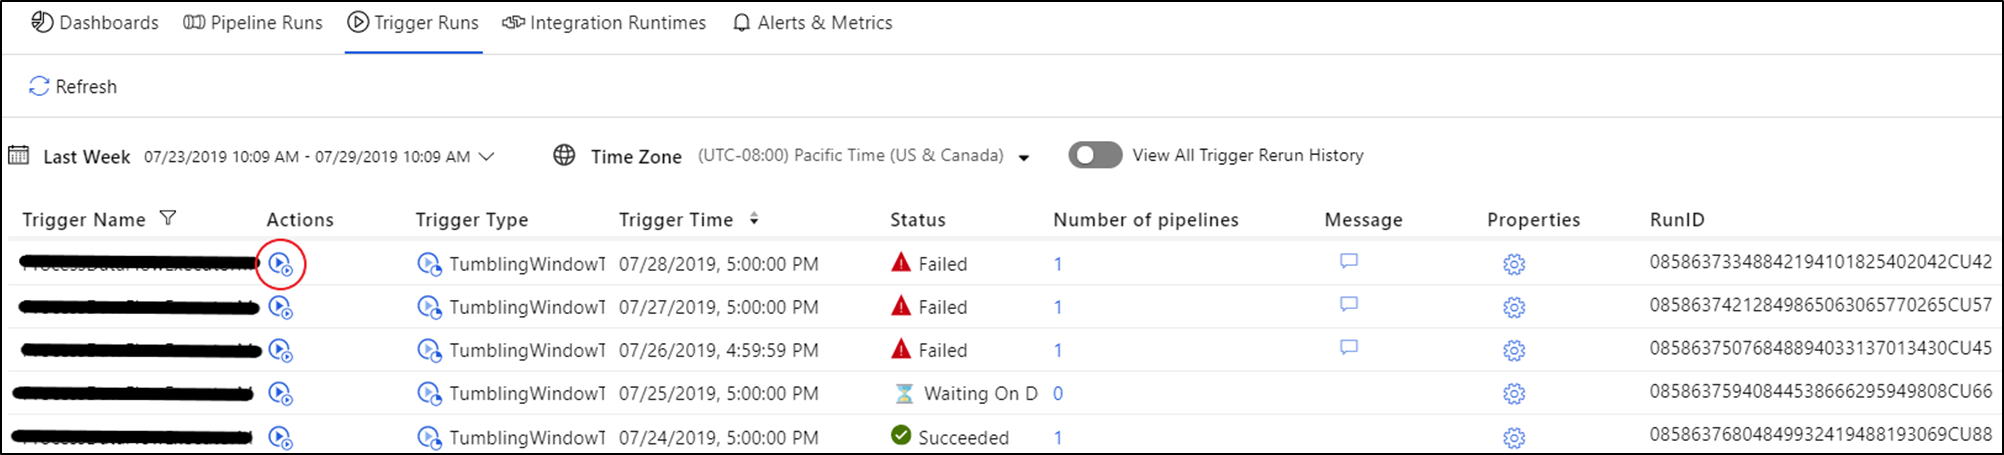 Dashboards Pipeline Runs Trigger Runs Integration Runtimes Alerts & Metrics
Refresh
Last Week 07/23/2019 10:09 AM - 07/29/2019 10:09 AM Time Zone (UTC-08:00) Pacific Time (US & Canada) View All Trigger Rerun History
Trigger Name Actions Trigger Type Trigger Time Status Number of pipelines Message Properties RunID
TumblingWindowT 07/28/2019, 5:00:00 PM Failed 1 08586373348842194101825402042CU42
TumblingWindowT 07/27/2019, 5:00:00 PM Failed 1 08586374212849865063065770265CU57
TumblingWindowT 07/26/2019, 4:59:59 PM Failed 1 08586375076848894033137013430CU45
TumblingWindowT 07/25/2019, 5:00:00 PM Waiting On D 0 08586375940844538666295949808CU66
TumblingWindowT 07/24/2019, 5:00:00 PM Succeeded 1 08586376804849932419488193069CU88